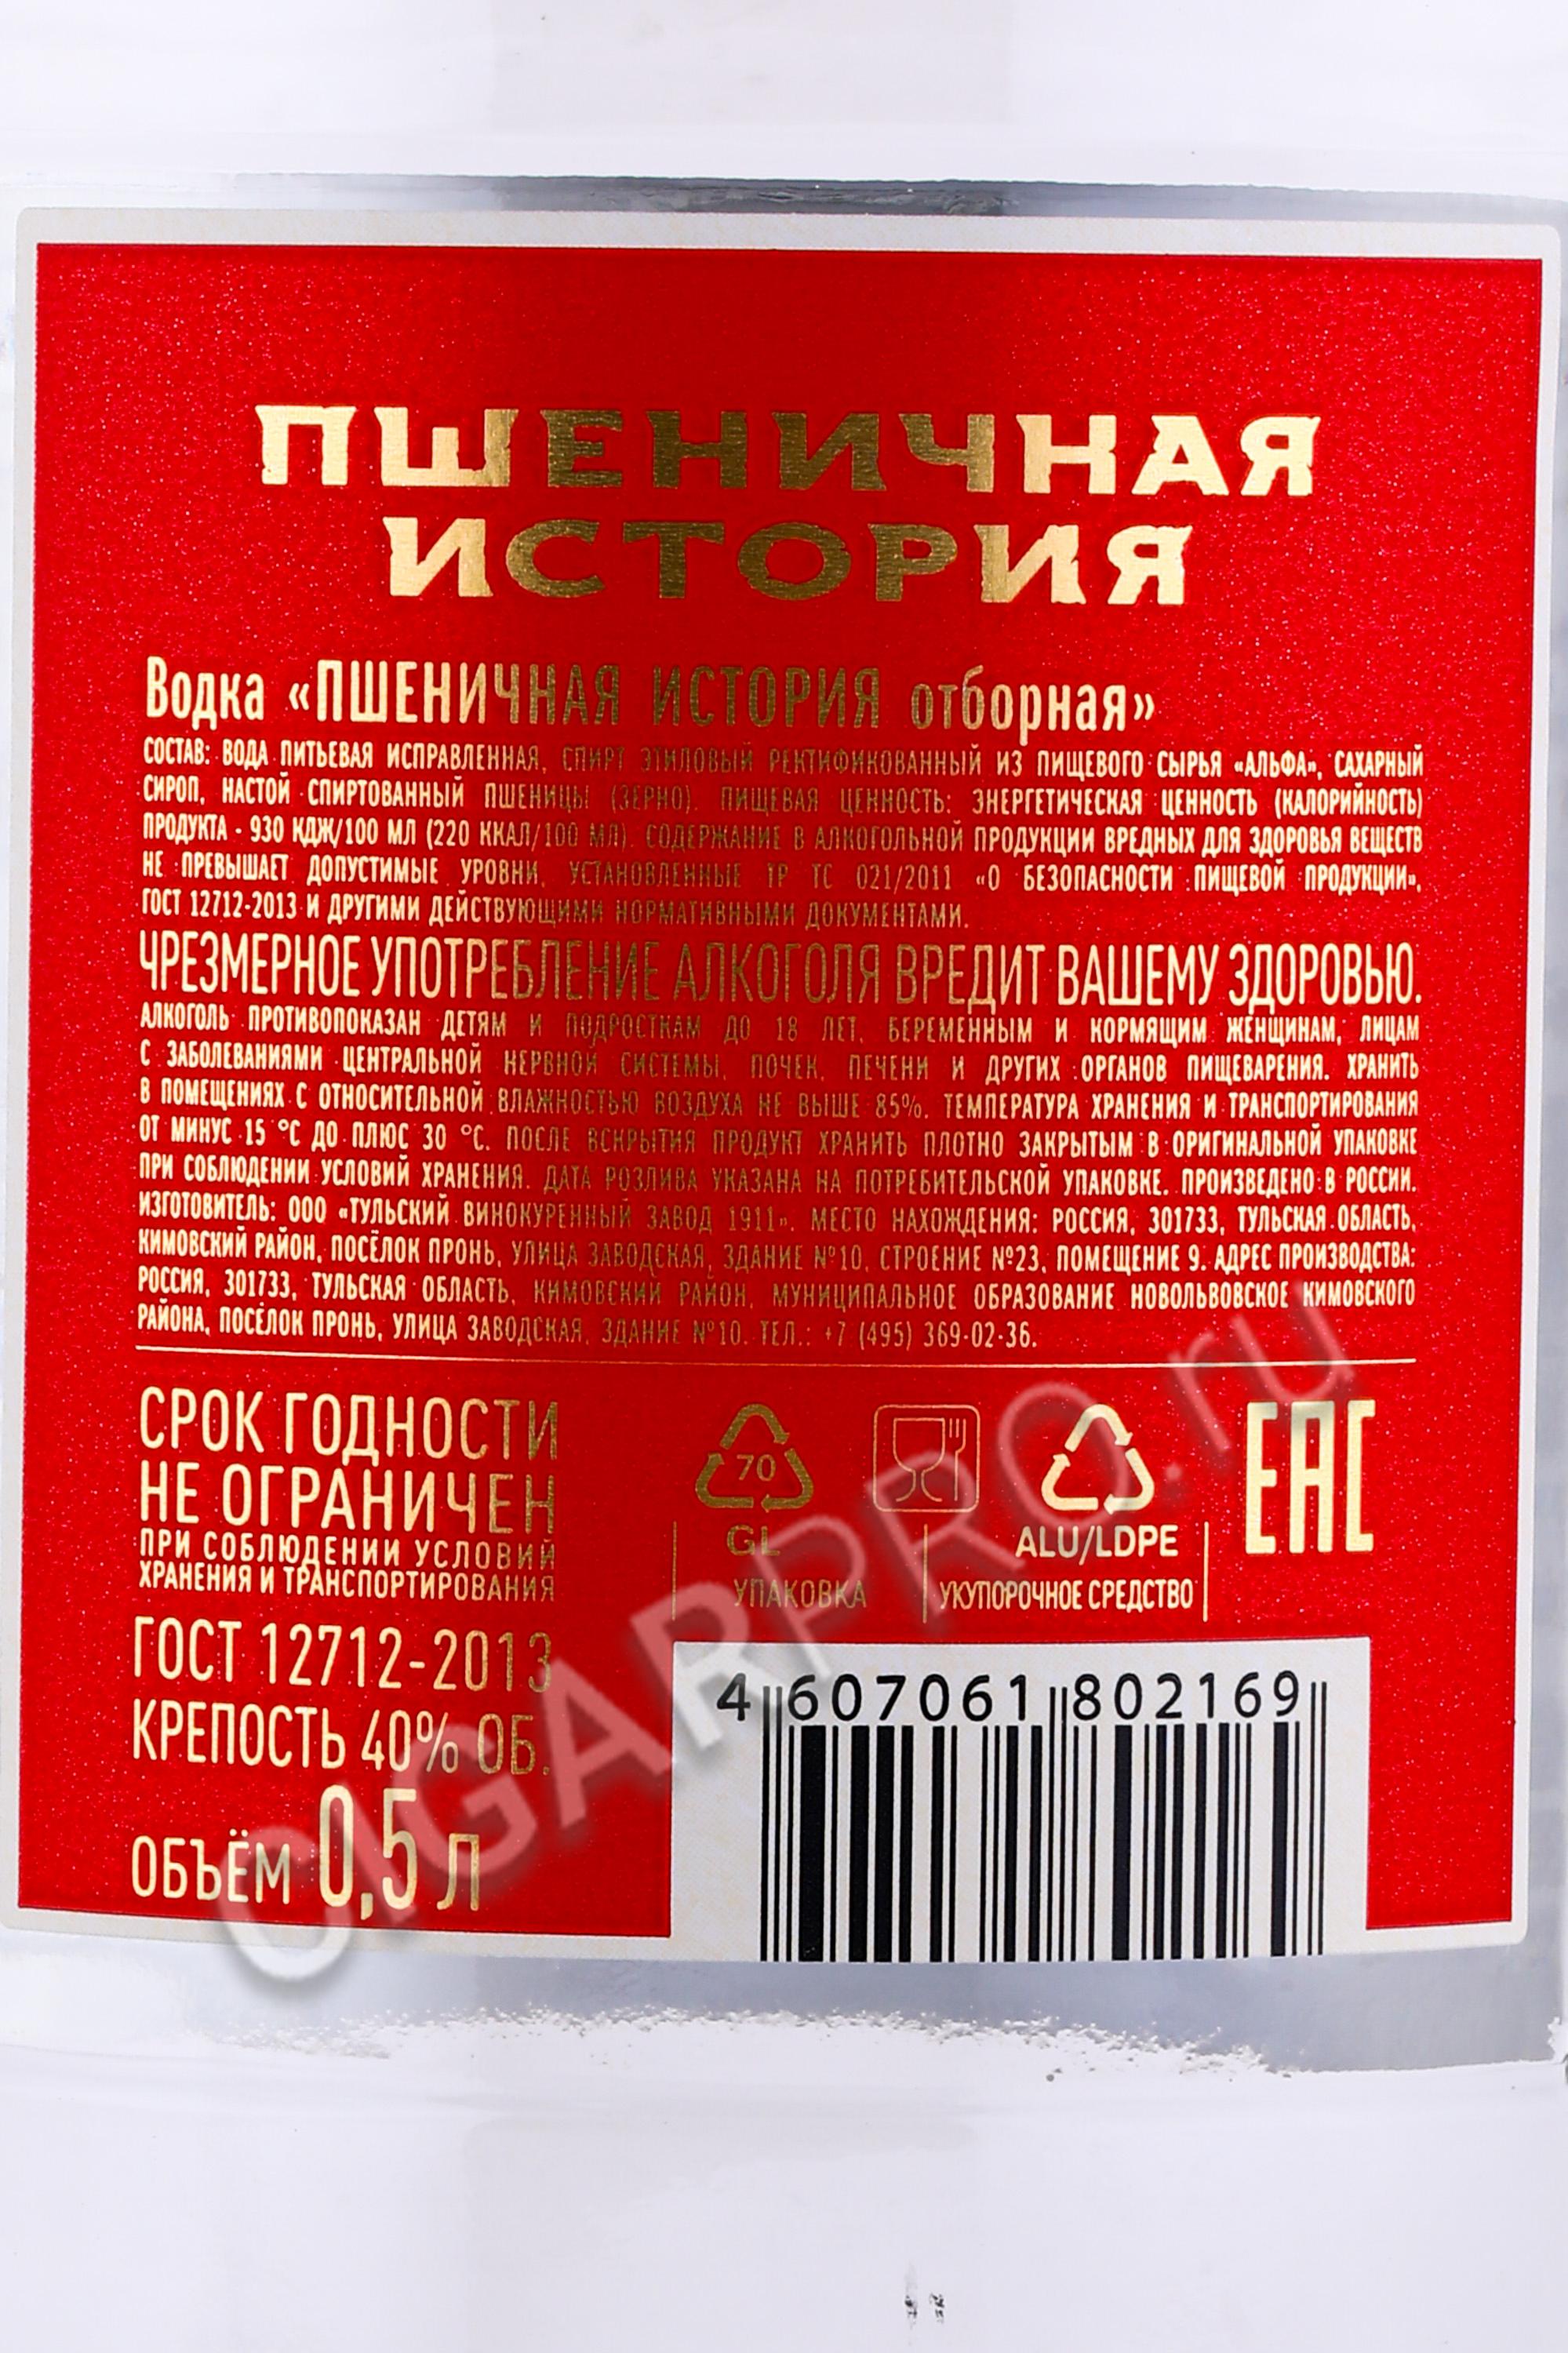 ПШЕНИЧНАЯ
ИСТОРИЯ
Водка «ПШЕНИЧНАЯ ИСТОРИЯ отборная»
СОСТАВ: ВОДА ПИТЬЕВАЯ ИСПРАВЛЕННАЯ, СПИРТ ЭТИЛОВЫЙ РЕКТИФИКОВАННЫЙ ИЗ ПИЩЕВОГО СЫРЬЯ «АЛЬФА», САХАРНЫЙ
СИРОП, НАСТОЙ СПИРТОВАННЫЙ ПШЕНИЦЫ (ЗЕРНО). ПИЩЕВАЯ ЦЕННОСТЬ: ЭНЕРГЕТИЧЕСКАЯ ЦЕННОСТЬ (КАЛОРИЙНОСТЬ)
ПРОДУКТА - 930 КДЖ/100 МЛ (220 ККАЛ/100 МЛ). СОДЕРЖАНИЕ В АЛКОГОЛЬНОЙ ПРОДУКЦИИ ВРЕДНЫХ ДЛЯ ЗДОРОВЬЯ ВЕЩЕСТВ
НЕ ПРЕВЫШАЕТ ДОПУСТИМЫЕ УРОВНИ, УСТАНОВЛЕННЫЕ ТР ТС 021/2011 «О БЕЗОПАСНОСТИ ПИЩЕВОЙ ПРОДУКЦИИ»,
ГОСТ 12712-2013 И ДРУГИМИ ДЕЙСТВУЮЩИМИ НОРМАТИВНЫМИ ДОКУМЕНТАМИ.
ЧРЕЗМЕРНОЕ УПОТРЕБЛЕНИЕ АЛКОГОЛЯ ВРЕДИТ ВАШЕМУ ЗДОРОВЬЮ.
АЛКОГОЛЬ ПРОТИВОПОКАЗАН ДЕТЯМ И ПОДРОСТКАМ ДО 18 ЛЕТ, БЕРЕМЕННЫМ И КОРМЯЩИМ ЖЕНЩИНАМ, ЛИЦАМ
С ЗАБОЛЕВАНИЯМИ ЦЕНТРАЛЬНОЙ НЕРВНОЙ СИСТЕМЫ, ПОЧЕК, ПЕЧЕНИ И ДРУГИХ ОРГАНОВ ПИЩЕВАРЕНИЯ. ХРАНИТЬ
В ПОМЕЩЕНИЯХ С ОТНОСИТЕЛЬНОЙ ВЛАЖНОСТЬЮ ВОЗДУХА НЕ ВЫШЕ 85%. ТЕМПЕРАТУРА ХРАНЕНИЯ И ТРАНСПОРТИРОВАНИЯ
ОТ МИНУС 15 °С ДО ПЛЮС 30 °С. ПОСЛЕ ВСКРЫТИЯ ПРОДУКТ ХРАНИТЬ ПЛОТНО ЗАКРЫТЫМ В ОРИГИНАЛЬНОЙ УПАКОВКЕ
ПРИ СОБЛЮДЕНИИ УСЛОВИЙ ХРАНЕНИЯ. ДАТА РОЗЛИВА УКАЗАНА НА ПОТРЕБИТЕЛЬСКОЙ УПАКОВКЕ. ПРОИЗВЕДЕНО В РОССИИ.
ИЗГОТОВИТЕЛЬ: ООО «ТУЛЬСКИЙ ВИНОКУРЕННЫЙ ЗАВОД 1911». МЕСТО НАХОЖДЕНИЯ: РОССИЯ, 301733, ТУЛЬСКАЯ ОБЛАСТЬ,
КИМОВСКИЙ РАЙОН, ПОСЁЛОК ПРОНЬ, УЛИЦА ЗАВОДСКАЯ, ЗДАНИЕ №10, СТРОЕНИЕ №23, ПОМЕЩЕНИЕ 9. АДРЕС ПРОИЗВОДСТВА:
РОССИЯ, 301733, ТУЛЬСКАЯ ОБЛАСТЬ, КИМОВСКИЙ РАЙОН, МУНИЦИПАЛЬНОЕ ОБРАЗОВАНИЕ НОВОЛЬВОВСКОЕ КИМОВСКОГО
РАЙОНА, ПОСЁЛОК ПРОНЬ, УЛИЦА ЗАВОДСКАЯ, ЗДАНИЕ №10. ТЕЛ.: +7 (495) 369-02-36.
СРОК ГОДНОСТИ
НЕ ОГРАНИЧЕН
ПРИ СОБЛЮДЕНИИ УСЛОВИЙ
ХРАНЕНИЯ И ТРАНСПОРТИРОВАНИЯ
ГОСТ 12712-2013
КРЕПОСТЬ 40% ОБ.
ОБЪЁМ 0,5 Л
70
GL
УПАКОВКА
ALU/LDPE
УКУПОРОЧНОЕ СРЕДСТВО
EAC
4 607061 802169
CIGARPRO.ru